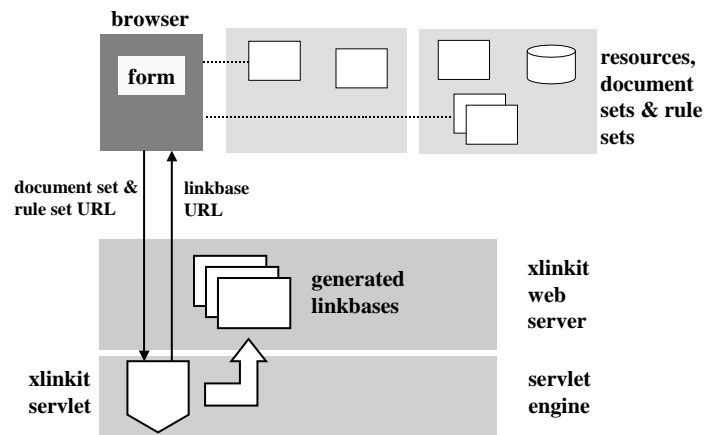 browser
form
resources,
document
sets & rule
sets
document set &
rule set URL
linkbase
URL
generated
linkbases
xlinkit
web
server
xlinkit
servlet
servlet
engine